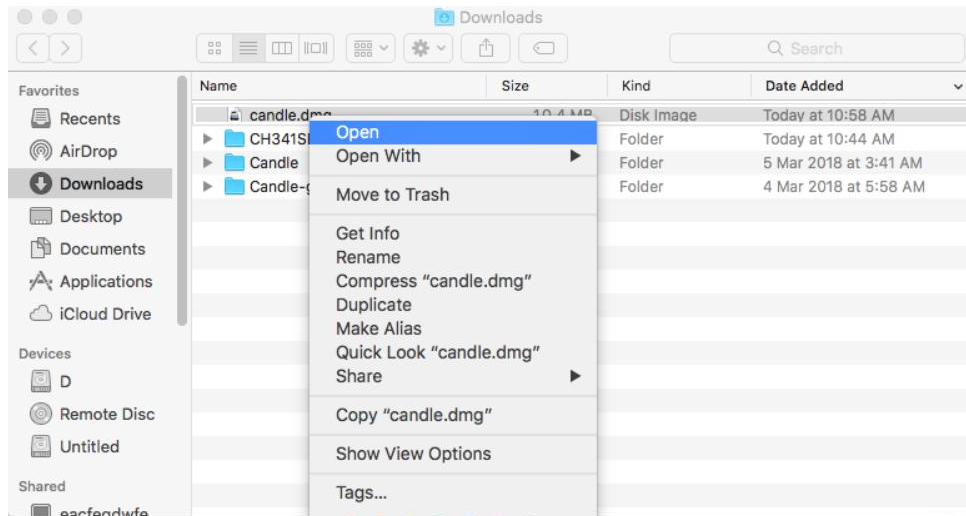 Downloads
Search
Favorites
Recents
AirDrop
Downloads
Desktop
Documents
Applications
iCloud Drive
Devices
D
Remote Disc
Untitled
Shared
Name Size Kind Date Added
candle.dmg 10.4 MB Disk Image Today at 10:58 AM
Folder Today at 10:44 AM
Candle Folder 5 Mar 2018 at 3:41 AM
Folder 4 Mar 2018 at 5:58 AM
Open
Open With
Move to Trash
Get Info
Rename
Compress “candle.dmg”
Duplicate
Make Alias
Quick Look “candle.dmg”
Share
Copy “candle.dmg”
Show View Options
Tags...